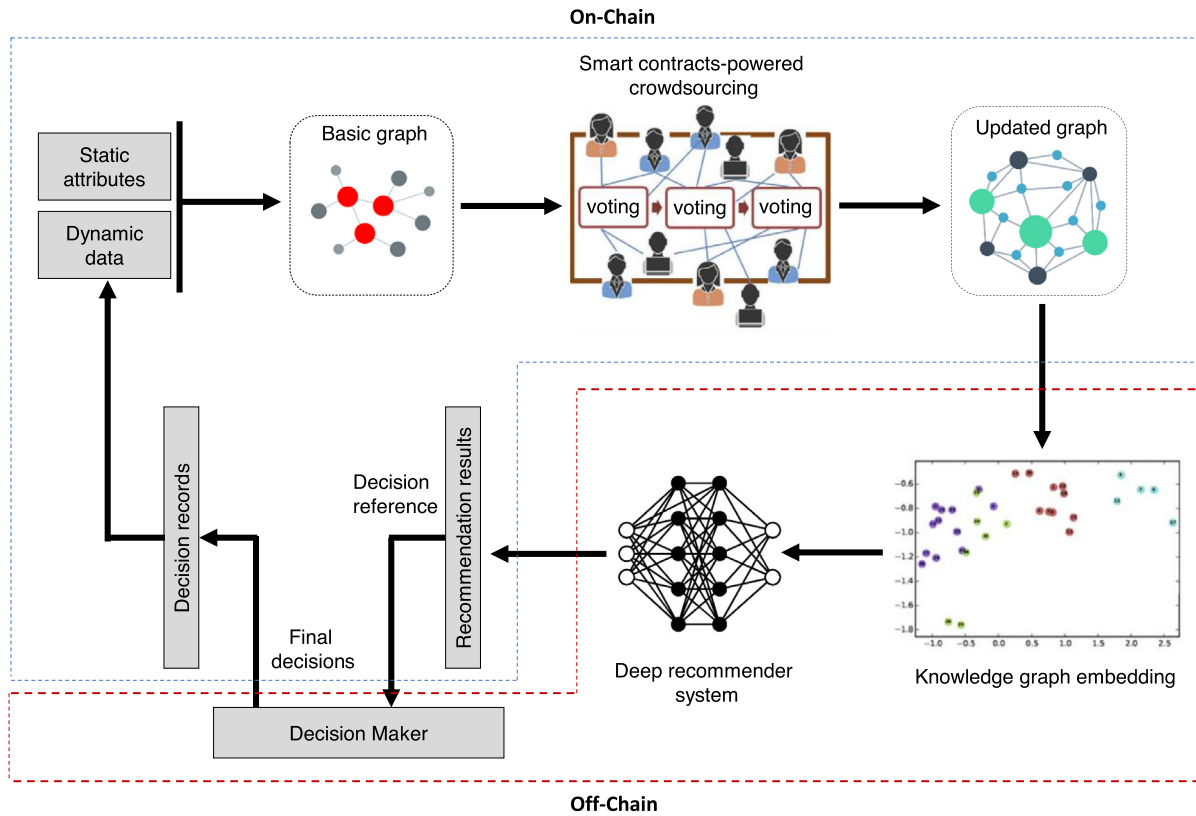 On-Chain
Smart contracts-powered
crowdsourcing
Static
attributes
Dynamic
data
Basic graph
voting
voting
voting
Updated graph
Decision records
Final
decisions
Decision
reference
Recommendation results
Decision Maker
Deep recommender
system
−0.6
−0.8
−1.0
−1.2
−1.4
−1.6
−1.8
−1.0
−0.5
0.0
0.5
1.0
1.5
2.0
2.5
Knowledge graph embedding
Off-Chain